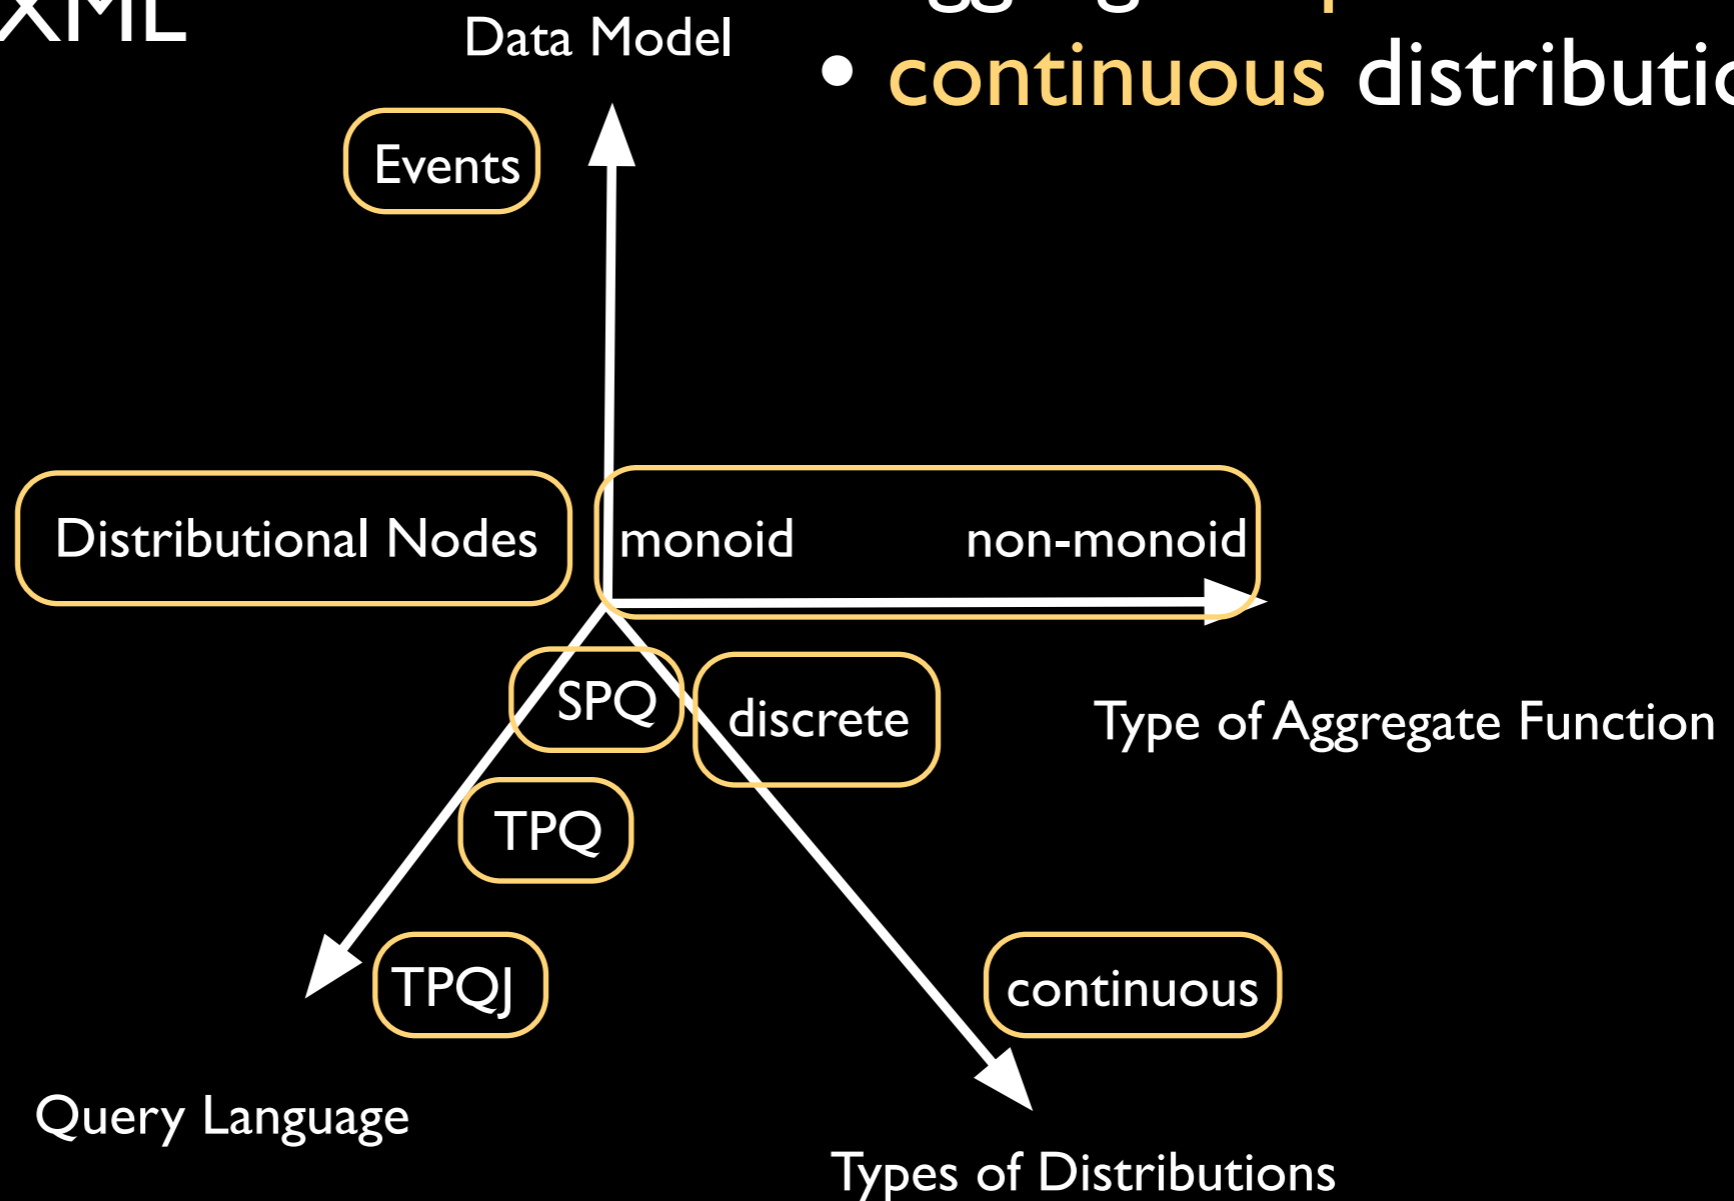 XML
Data Model
• continuous
Events
Distributional Nodes
monoid
non-monoid
SPQ
discrete
Type of Aggregate Function
TPQ
TPQJ
continuous
Query Language
Types of Distributions